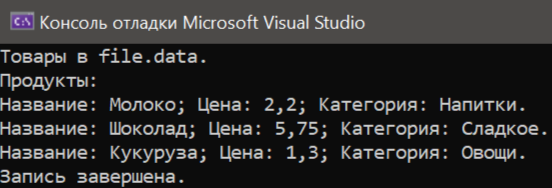 Консоль отладки Microsoft Visual Studio
Товары в file.data.
Продукты:
Название: Молоко; Цена: 2,2; Категория: Напитки.
Название: Шоколад; Цена: 5,75; Категория: Сладкое.
Название: Кукуруза; Цена: 1,3; Категория: Овощи.
Запись завершена.